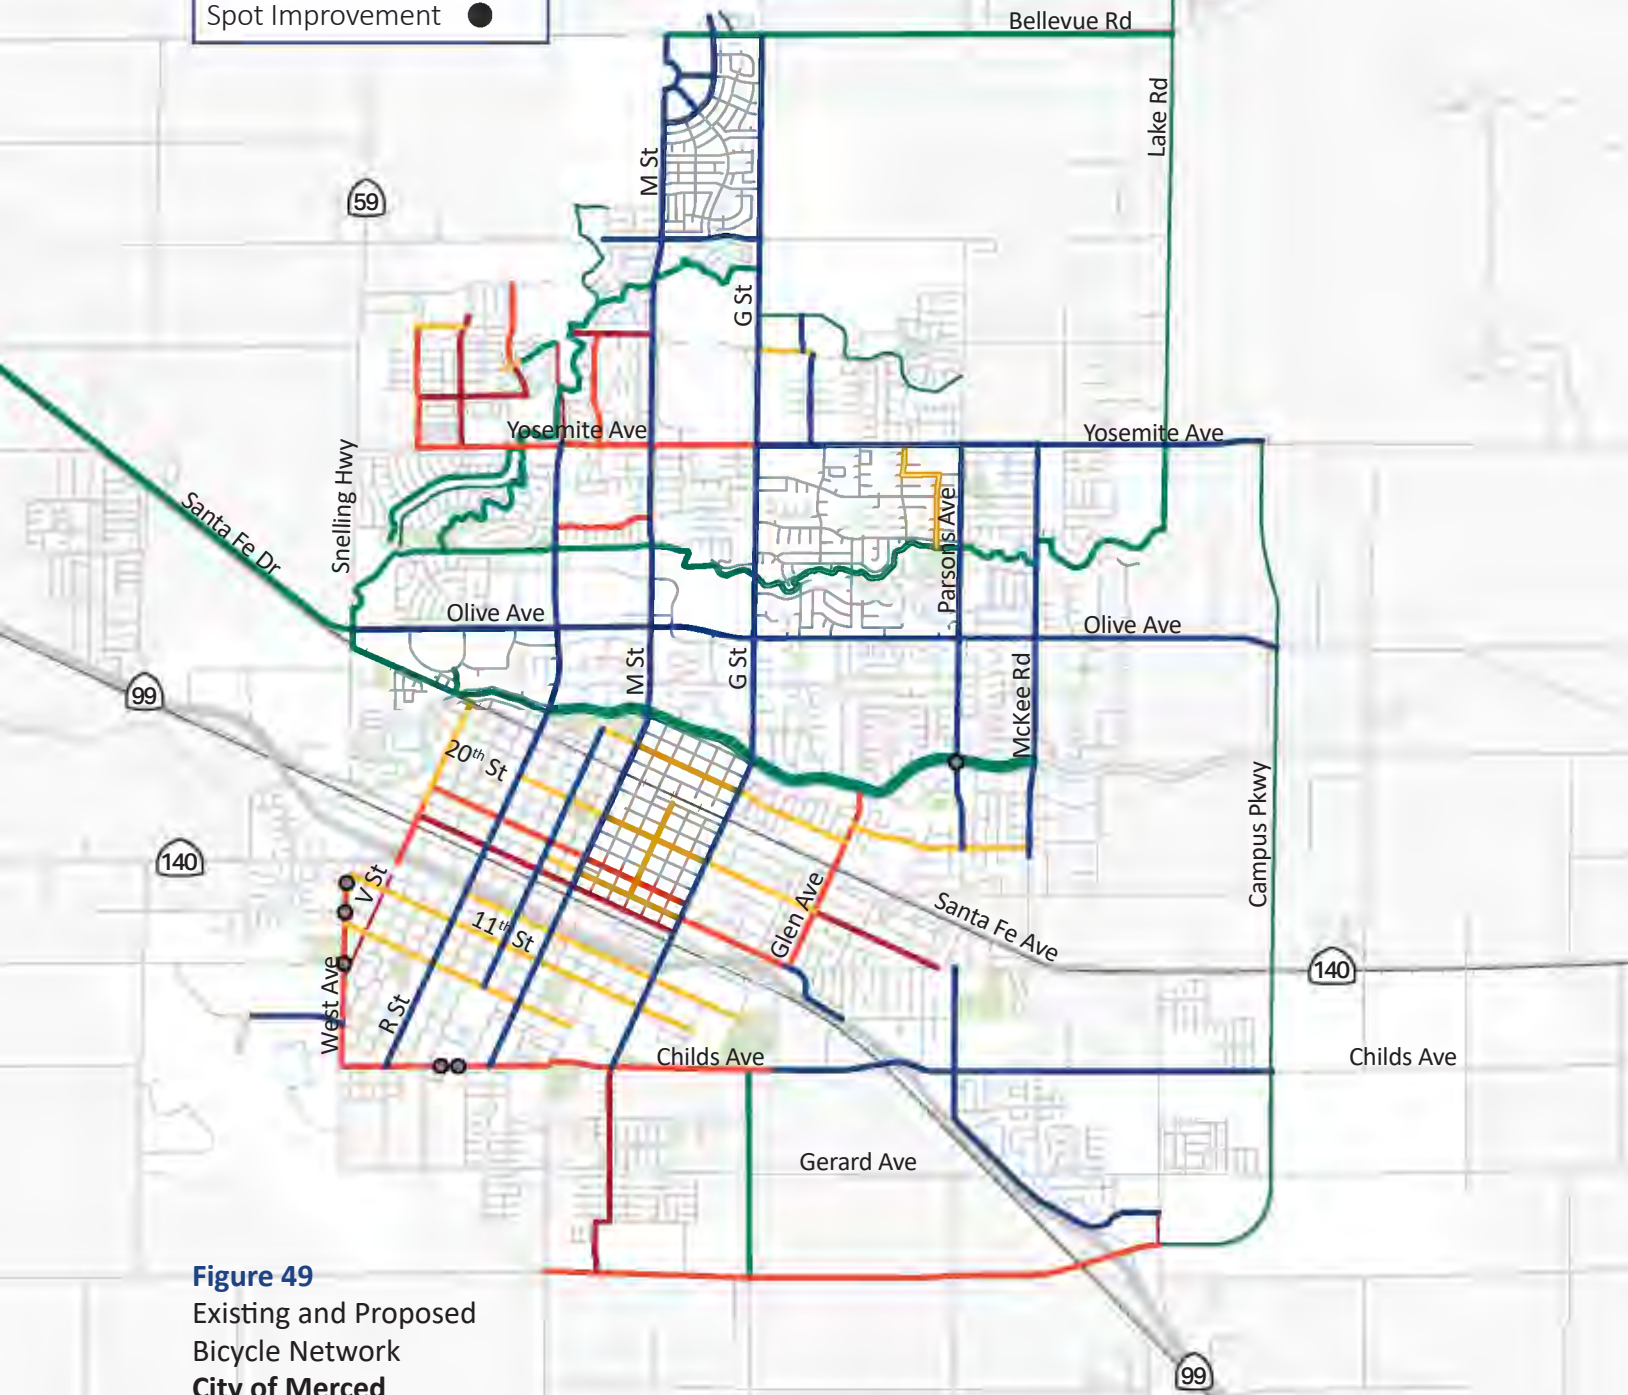 Spot Improvement
Bellevue Rd
Lake Rd
M St
59
G St
Yosemite Ave
Yosemite Ave
Snelling Hwy
Santa Fe Dr
Parsons Ave
Olive Ave
Olive Ave
M St
G St
McKee Rd
99
20th St
Campus Pkwy
140
V St
Glen Ave
Santa Fe Ave
11th St
140
West Ave
R St
Childs Ave
Childs Ave
Gerard Ave
Figure 49
Existing and Proposed
Bicycle Network
City of Merced
99